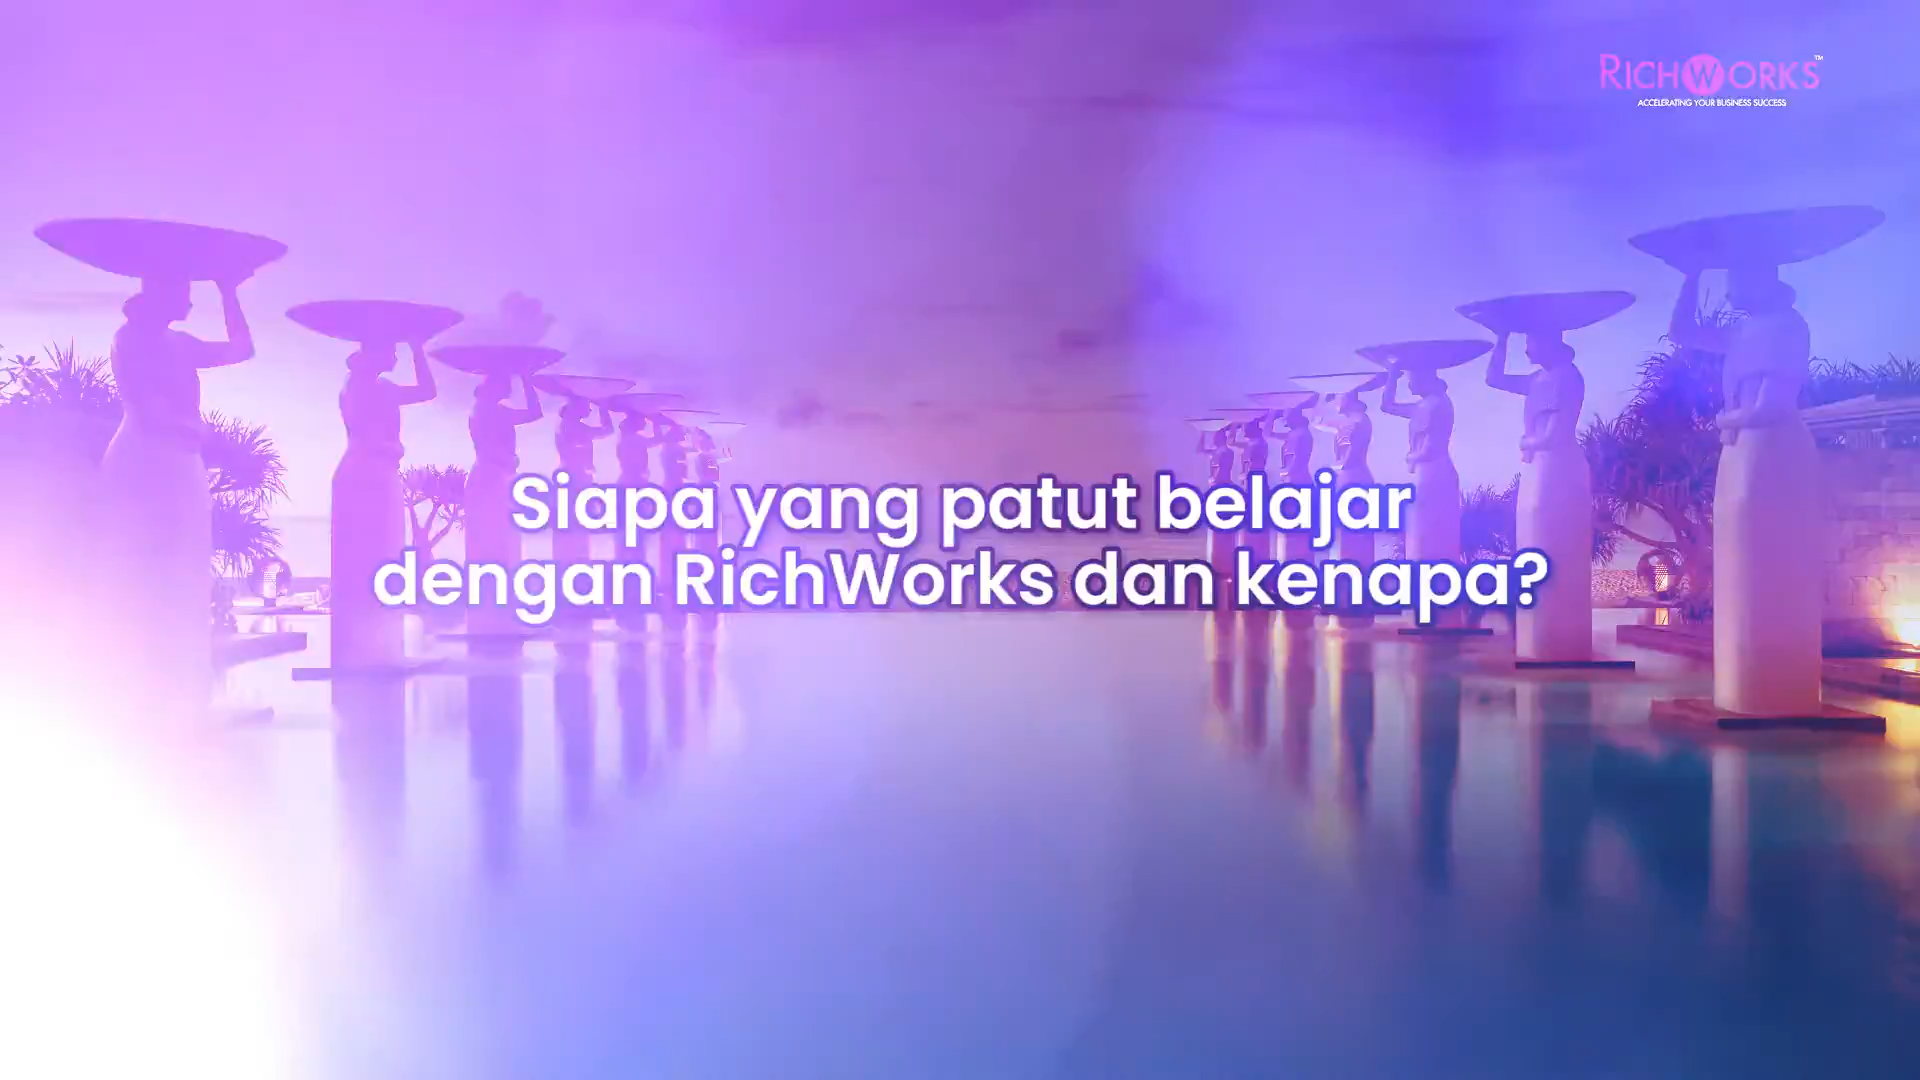 RICHWORKS™
ACCELERATING YOUR BUSINESS SUCCESS
Siapa yang patut belajar
dengan RichWorks dan kenapa?